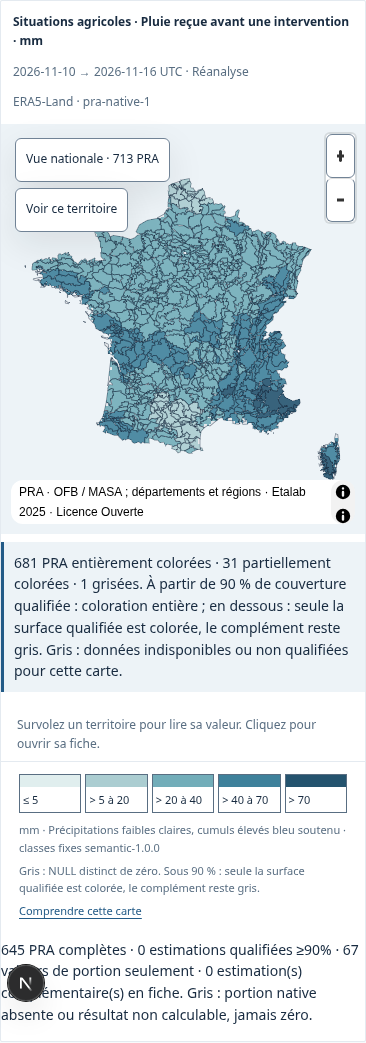 Situations agricoles · Pluie reçue avant une intervention
· mm
2026-11-10 → 2026-11-16 UTC · Réanalyse
ERA5-Land · pra-native-1
Vue nationale · 713 PRA
+
Voir ce territoire
-
PRA · OFB / MASA ; départements et régions · Etalab
2025 · Licence Ouverte
681 PRA entièrement colorées · 31 partiellement
colorées · 1 grisées. À partir de 90 % de couverture
qualifiée : coloration entière ; en dessous : seule la
surface qualifiée est colorée, le complément reste
gris. Gris : données indisponibles ou non qualifiées
pour cette carte.
Survolez un territoire pour lire sa valeur. Cliquez pour
ouvrir sa fiche.
≤ 5 > 5 à 20 > 20 à 40 > 40 à 70 > 70
mm · Précipitations faibles claires, cumuls élevés bleu soutenu ·
classes fixes semantic-1.0.0
Gris : NULL distinct de zéro. Sous 90 % : seule la surface
qualifiée est colorée, le complément reste gris.
Comprendre cette carte
645 PRA complètes · 0 estimations qualifiées ≥90% · 67
de portion seulement · 0 estimation(s)
en fiche. Gris : portion native
absente ou résultat non calculable, jamais zéro.
N